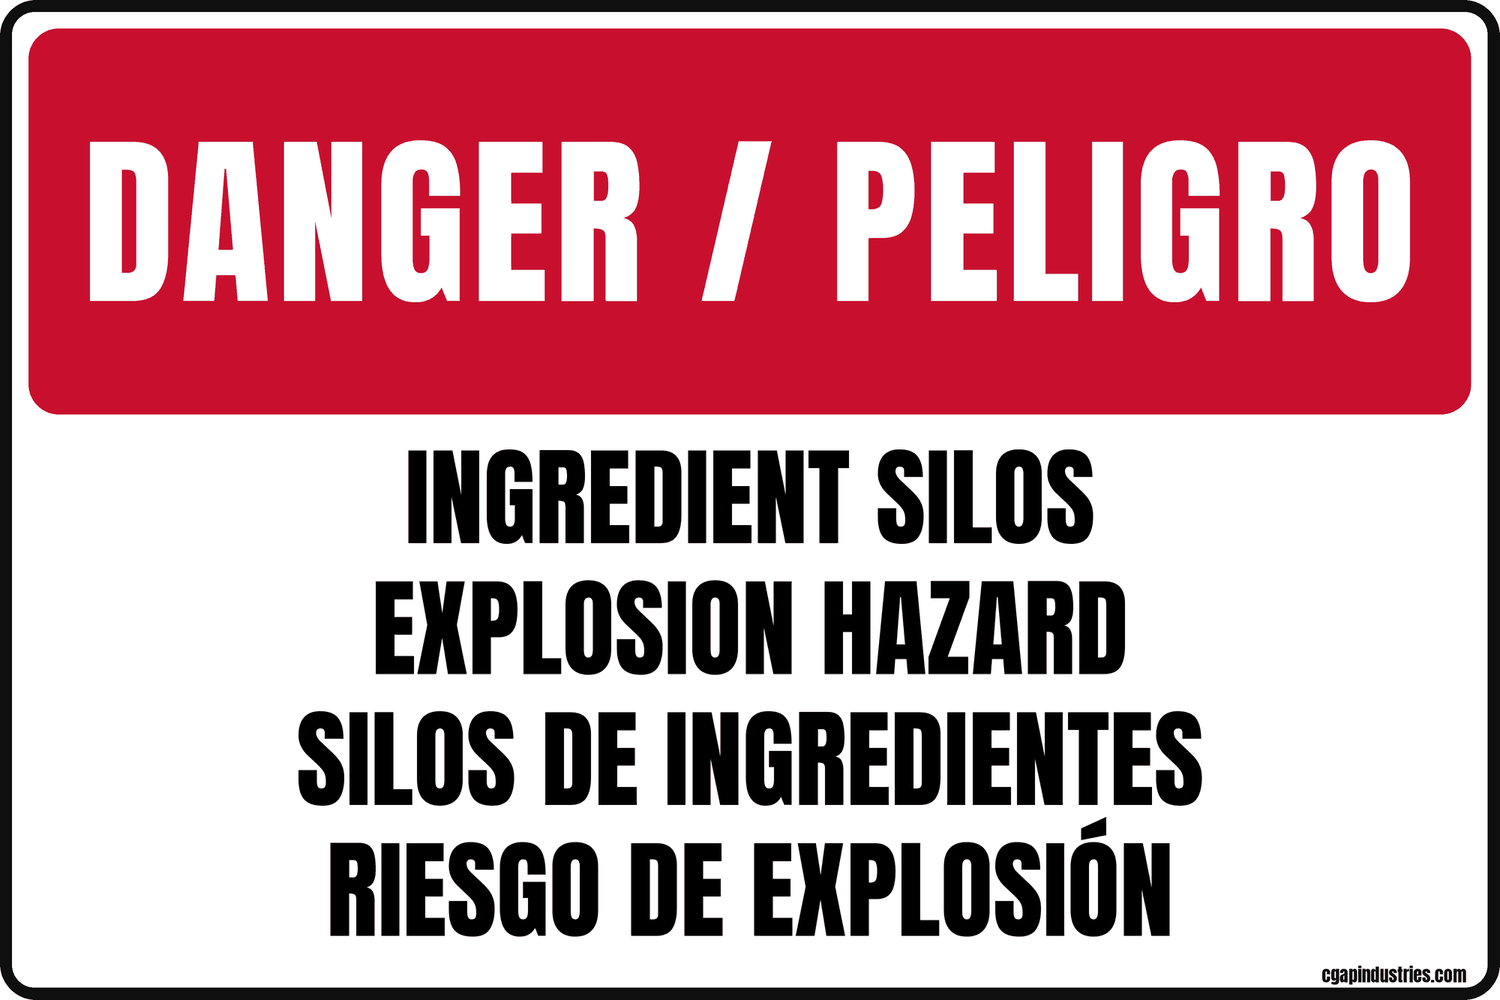 DANGER / PELIGRO
INGREDIENT SILOS
EXPLOSION HAZARD
SILOS DE INGREDIENTES
RIESGO DE EXPLOSIÓN
cgapindustries.com